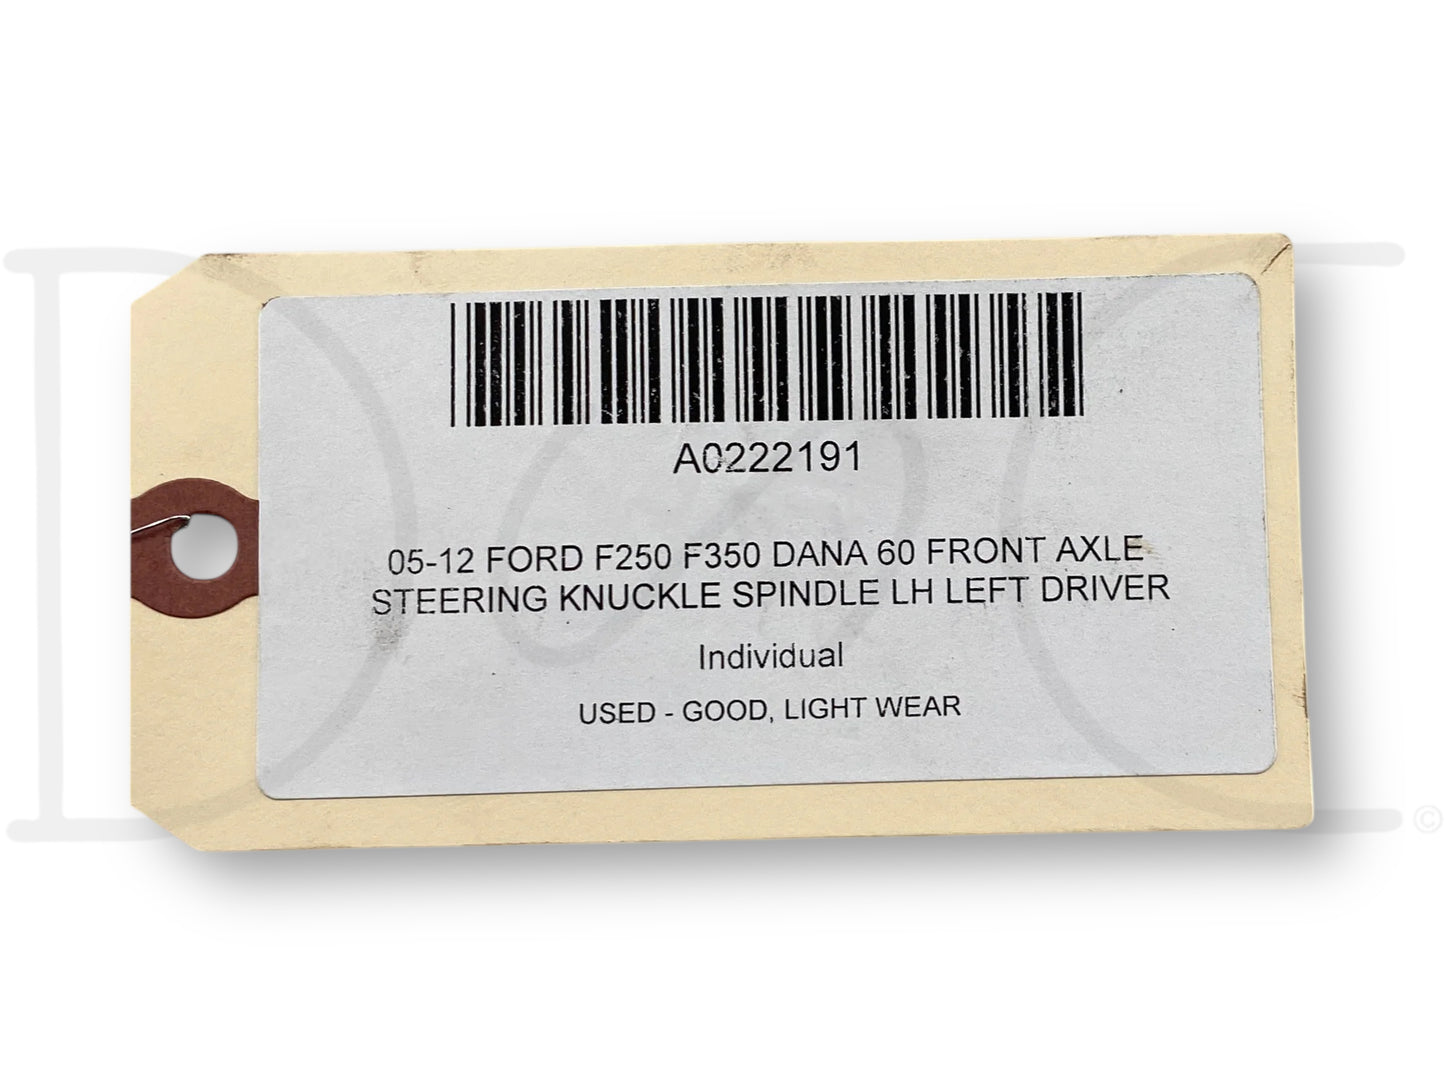 A0222191
05-12 FORD F250 F350 DANA 60 FRONT AXLE
STEERING KNUCKLE SPINDLE LH LEFT DRIVER
Individual
USED - GOOD, LIGHT WEAR
©